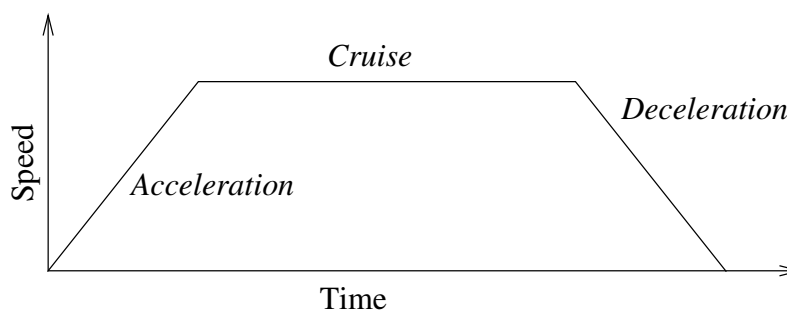 Cruise
Deceleration
Speed
Acceleration
Time